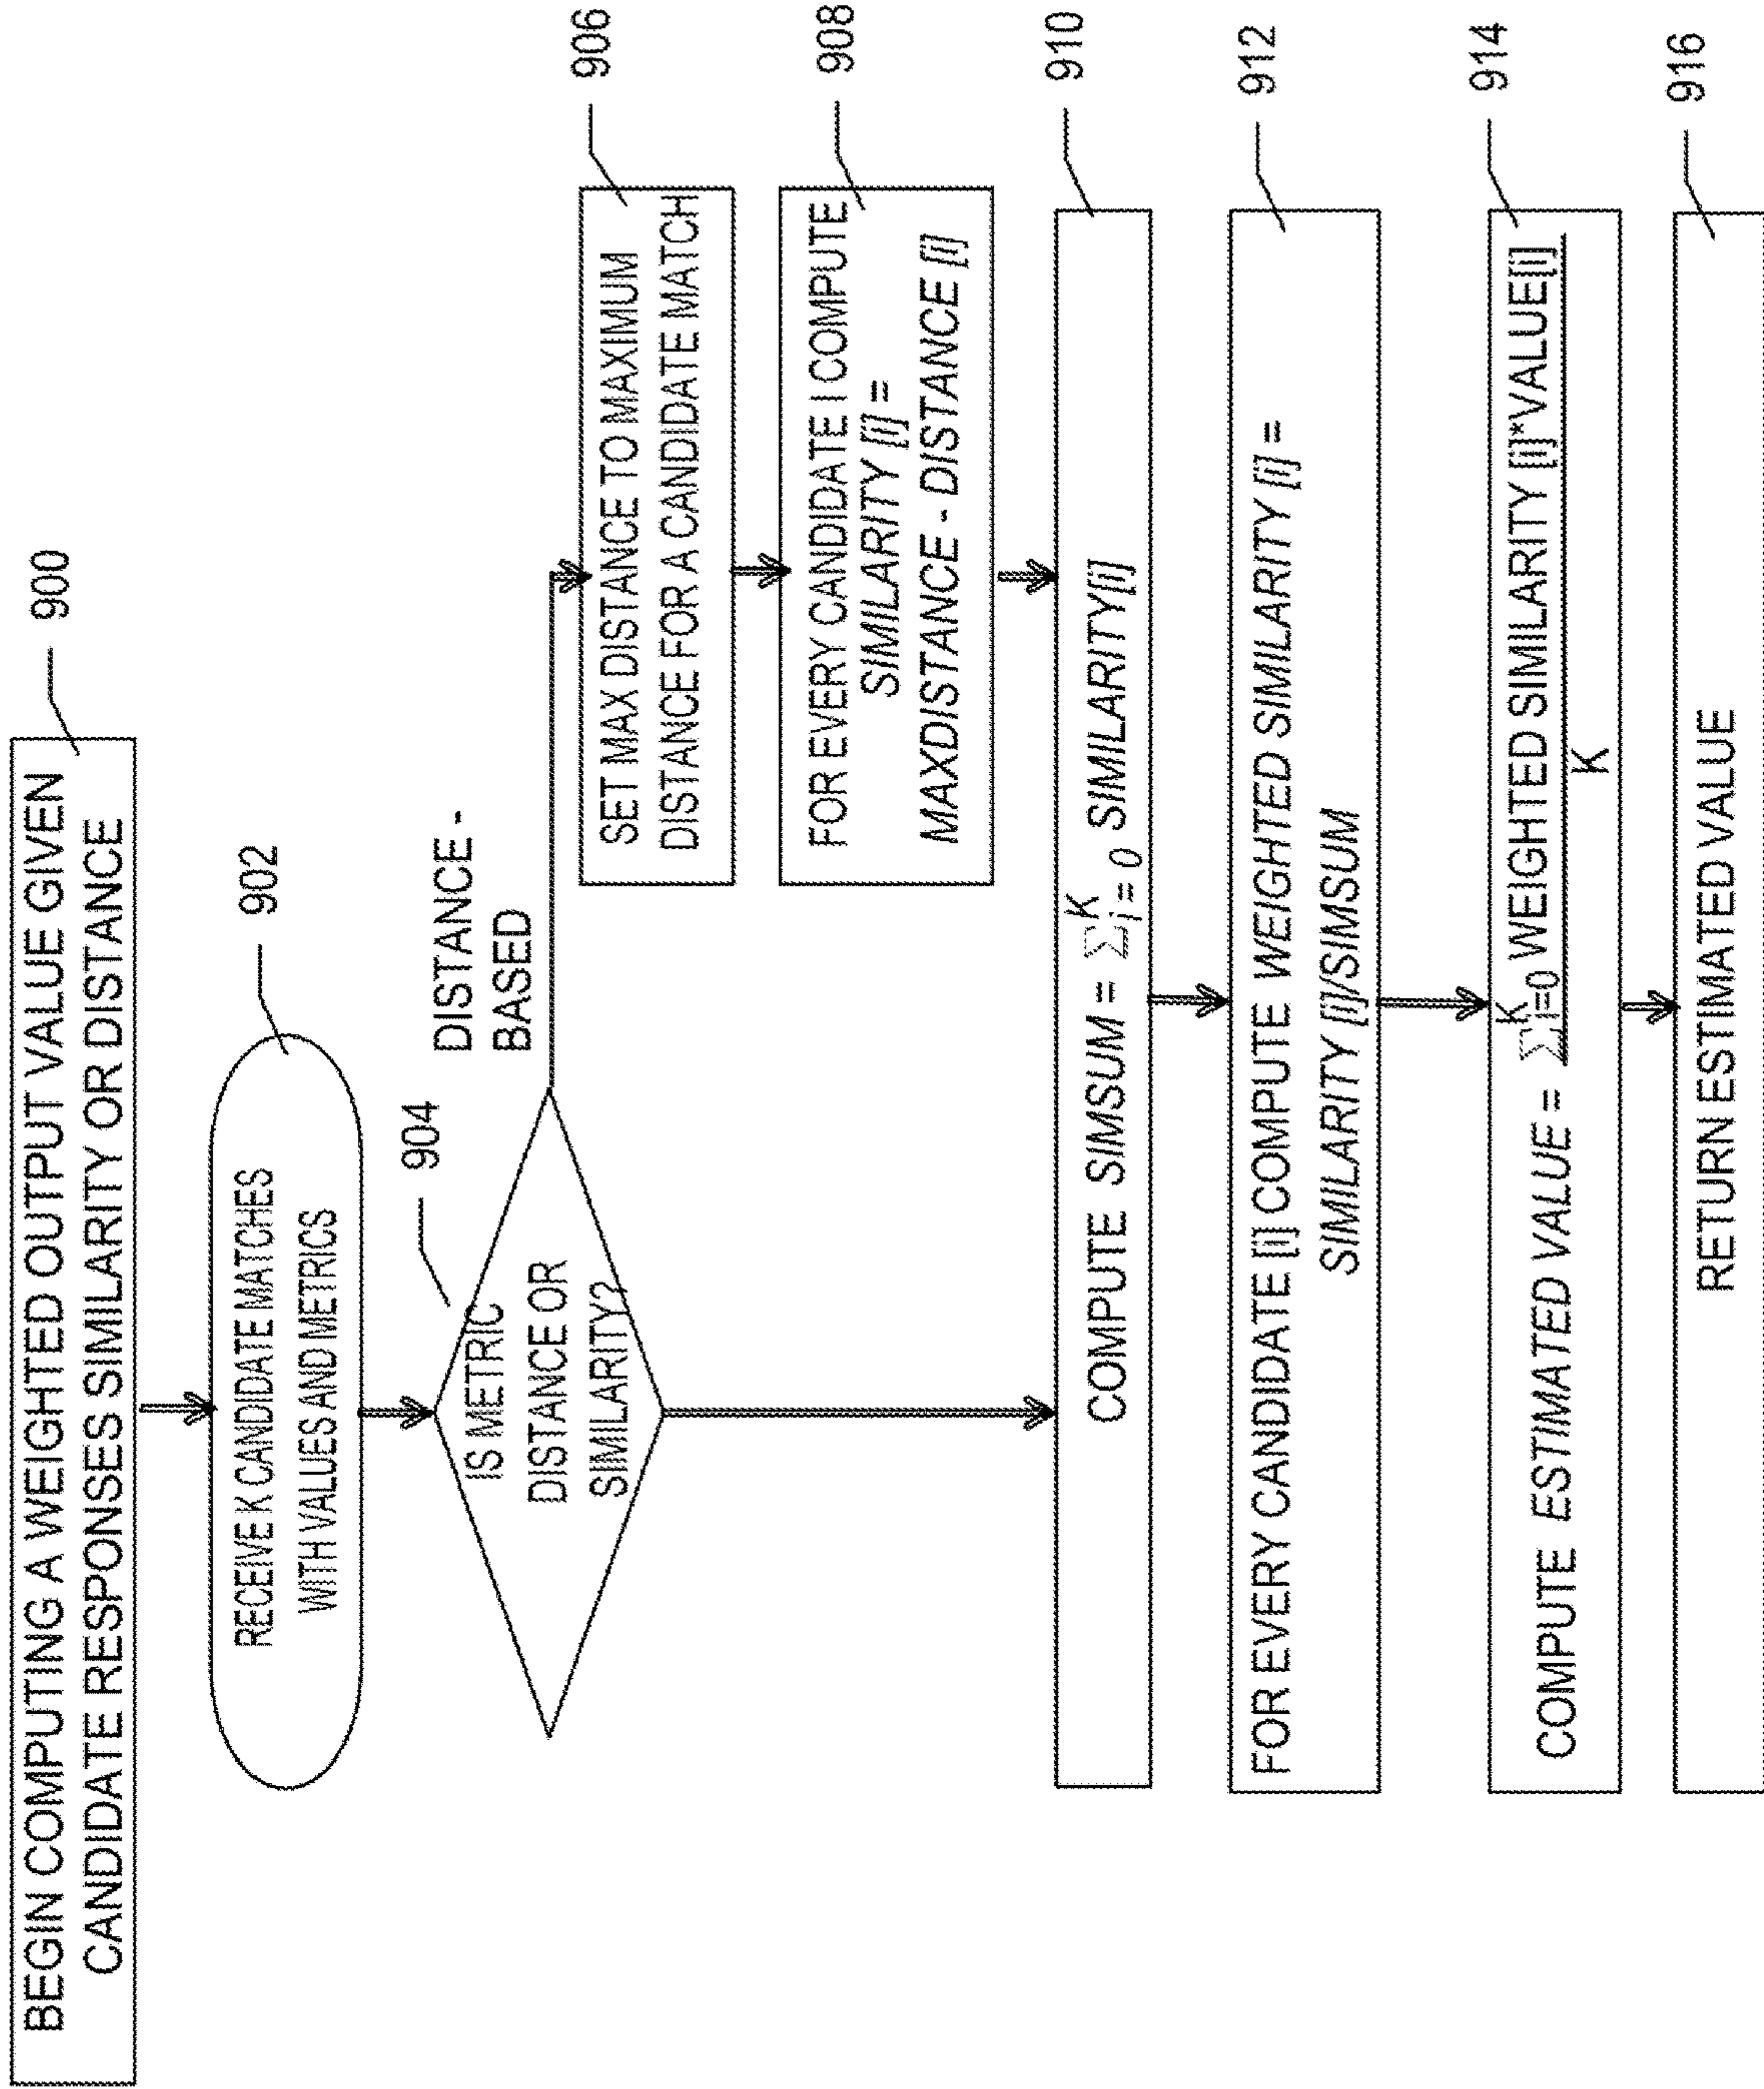 BEGIN COMPUTING A WEIGHTED OUTPUT VALUE GIVEN
CANDIDATE RESPONSES SIMILARITY OR DISTANCE
900
RECEIVE K CANDIDATE MATCHES
WITH VALUES AND METRICS
902
IS METRIC
DISTANCE OR
SIMILARITY?
904
DISTANCE -
BASED
SET MAX DISTANCE TO MAXIMUM
DISTANCE FOR A CANDIDATE MATCH
906
FOR EVERY CANDIDATE I COMPUTE
SIMILARITY [i] =
MAXDISTANCE - DISTANCE [i]
908
COMPUTE SIMSUM = Σ K i = 0 SIMILARITY[i]
910
FOR EVERY CANDIDATE [i] COMPUTE WEIGHTED SIMILARITY [i] =
SIMILARITY [i]/SIMSUM
912
COMPUTE ESTIMATED VALUE = Σ K i=0 WEIGHTED SIMILARITY [i]*VALUE[i]
K
914
RETURN ESTIMATED VALUE
916